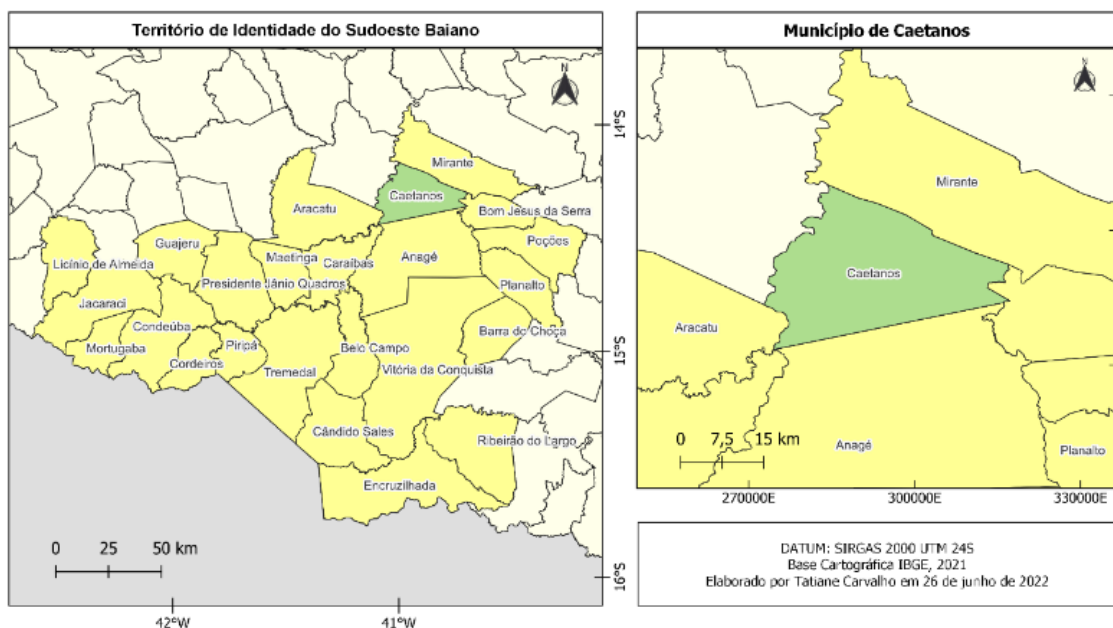 Território de Identidade do Sudoeste Baiano
N
Mirante
Caetanos
Aracatu
Bom Jesus da Serra
Guajeru
Poções
Maetinga
Anagé
Licínio de Almeida
Caraíbas
Presidente Jânio Quadros
Planalto
Jacaraci
Condeúba
Barra do Choça
Mortugaba
Piripá
Belo Campo
Cordeiros
Tremedal
Vitória da Conquista
Cândido Sales
Ribeirão do Largo
Encruzilhada
0 25 50 km
42°W 41°W
14°S
15°S
16°S
Município de Caetanos
N
Mirante
Caetanos
Aracatu
0 7,5 15 km
Anagé
Planalto
270000E 300000E 330000E
DATUM: SIRGAS 2000 UTM 24S
Base Cartográfica IBGE, 2021
Elaborado por Tatiane Carvalho em 26 de junho de 2022